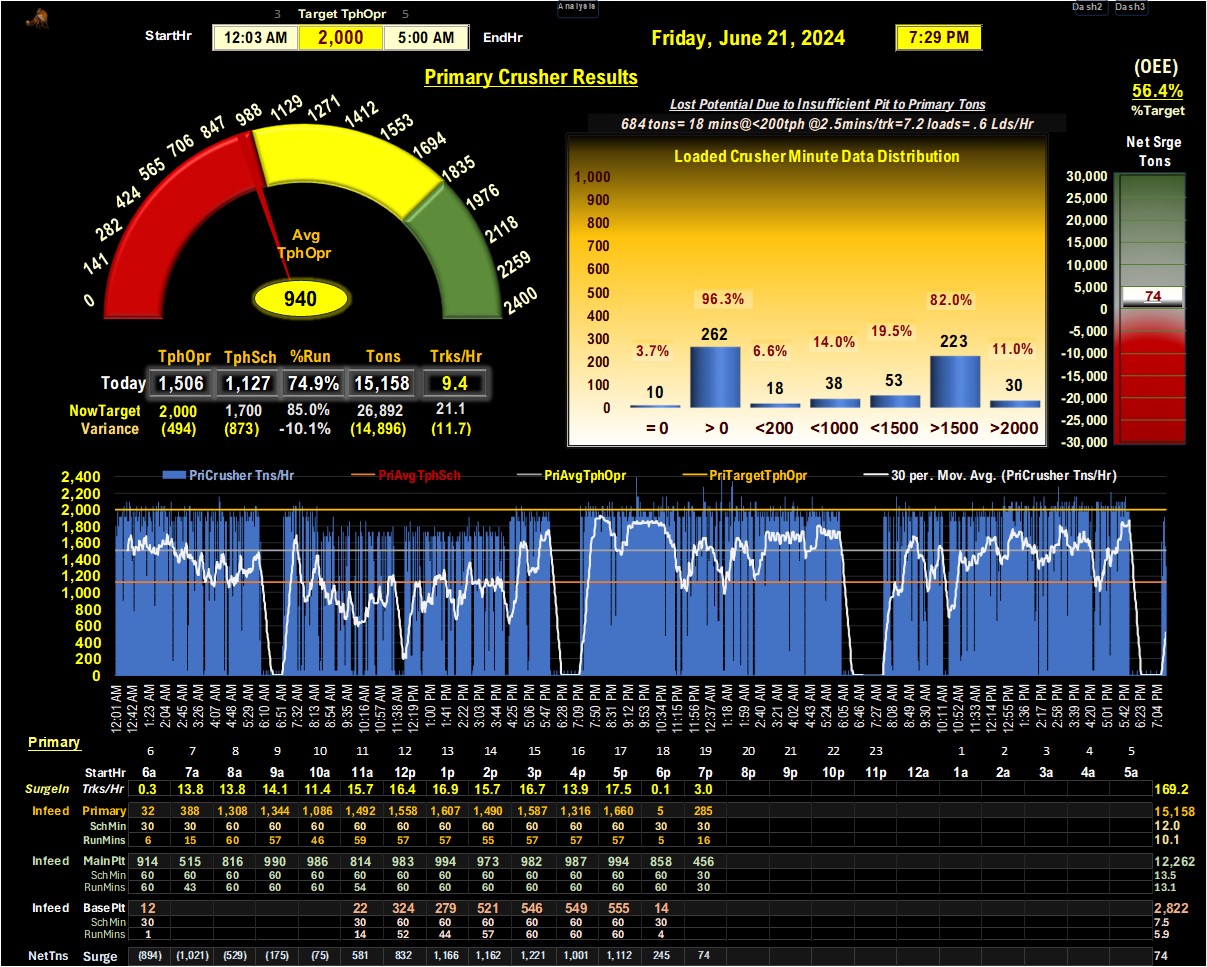 3 Target TphOpr 5
Analysis
Dash2 Dash3
StartHr 12:03 AM 2,000 5:00 AM EndHr
Friday, June 21, 2024
7:29 PM
Primary Crusher Results
(OEE)
56.4%
%Target
Lost Potential Due to Insufficient Pit to Primary Tons
684 tons= 18 mins@<200tph @2.5mins/trk=7.2 loads= .6 Lds/Hr
0 141 282 424 565 706 847 988 1129 1271 1412 1553 1694 1835 1976 2118 2259 2400
Avg
TphOpr
940
Loaded Crusher Minute Data Distribution
1,000
900
800
700
600
500
400
300
200
100
0
3.7% 96.3% 6.6% 14.0% 19.5% 82.0% 11.0%
10 262 18 38 53 223 30
= 0 > 0 <200 <1000 <1500 >1500 >2000
Net Srge
Tons
30,000
25,000
20,000
15,000
10,000
5,000
0
-5,000
-10,000
-15,000
-20,000
-25,000
-30,000
74
TphOpr TphSch %Run Tons Trks/Hr
Today 1,506 1,127 74.9% 15,158 9.4
NowTarget 2,000 1,700 85.0% 26,892 21.1
Variance (494) (873) -10.1% (14,896) (11.7)
PriCrusher Tns/Hr PriAvgTphSch PriAvgTphOpr PriTargetTphOpr 30 per. Mov. Avg. (PriCrusher Tns/Hr)
2,400
2,200
2,000
1,800
1,600
1,400
1,200
1,000
800
600
400
200
0
12:01 AM 12:42 AM 1:23 AM 2:04 AM 2:45 AM 3:26 AM 4:07 AM 4:48 AM 5:29 AM 6:10 AM 6:51 AM 7:32 AM 8:13 AM 8:54 AM 9:35 AM 10:16 AM 10:57 AM 11:38 AM 12:19 PM 1:00 PM 1:41 PM 2:22 PM 3:03 PM 3:44 PM 4:25 PM 5:06 PM 5:47 PM 6:28 PM 7:09 PM 7:50 PM 8:31 PM 9:12 PM 9:53 PM 10:34 PM 11:15 PM 11:56 PM 12:37 AM 1:18 AM 1:59 AM 2:40 AM 3:21 AM 4:02 AM 4:43 AM 5:24 AM 6:05 AM 6:46 AM 7:27 AM 8:08 AM 8:49 AM 9:30 AM 10:11 AM 10:52 AM 11:33 AM 12:14 PM 12:55 PM 1:36 PM 2:17 PM 2:58 PM 3:39 PM 4:20 PM 5:01 PM 5:42 PM 6:23 PM 7:04 PM
Primary
6 7 8 9 10 11 12 13 14 15 16 17 18 19 20 21 22 23 1 2 3 4 5
StartHr 6a 7a 8a 9a 10a 11a 12p 1p 2p 3p 4p 5p 6p 7p 8p 9p 10p 11p 12a 1a 2a 3a 4a 5a
SurgeIn Trks/Hr 0.3 13.8 13.8 14.1 11.4 15.7 16.4 16.9 15.7 16.7 13.9 17.5 0.1 3.0 169.2
Infeed Primary 32 388 1,308 1,344 1,086 1,492 1,558 1,607 1,490 1,587 1,316 1,660 5 285 15,158
SchMin 30 30 60 60 60 60 60 60 60 60 60 60 30 30 12.0
RunMins 6 15 60 57 46 59 57 57 55 57 57 57 5 16 10.1
Infeed MainPlt 914 515 816 990 986 814 983 994 973 982 987 994 858 456 12,262
SchMin 60 60 60 60 60 60 60 60 60 60 60 60 60 30 13.5
RunMins 60 43 60 60 60 54 60 60 60 60 60 60 60 30 13.1
Infeed BasePlt 12 22 324 279 521 546 549 555 14 2,822
SchMin 30 30 60 60 60 60 60 60 30 7.5
RunMins 1 14 52 44 57 60 60 60 4 5.9
NetTns Surge (894) (1,021) (529) (175) (75) 581 832 1,166 1,162 1,221 1,001 1,112 245 74 74